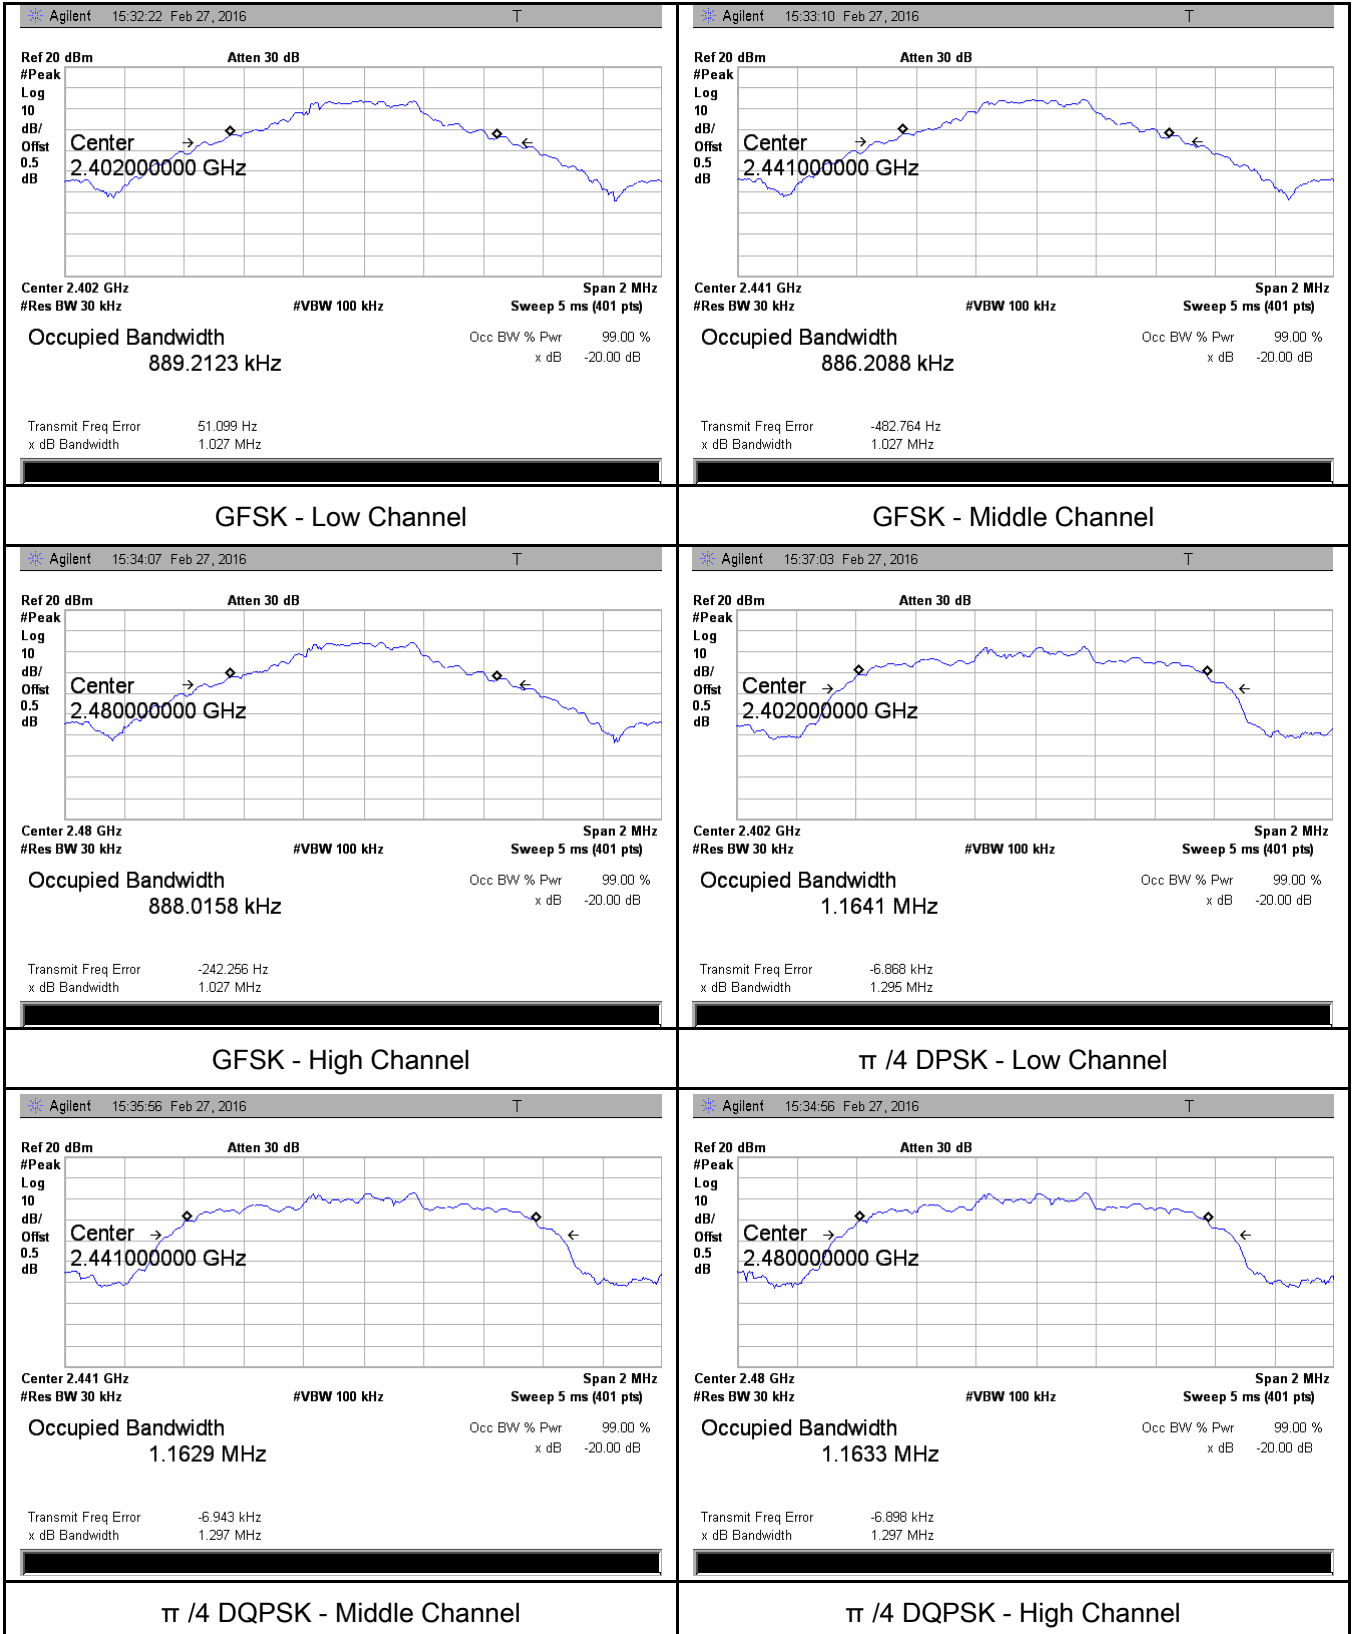 Agilent 15:32:22 Feb 27, 2016 T
Ref 20 dBm Atten 30 dB
#Peak
Log
10
dB/
Offst
0.5
dB
Center
2.402000000 GHz
Center 2.402 GHz Span 2 MHz
#Res BW 30 kHz #VBW 100 kHz Sweep 5 ms (401 pts)
Occupied Bandwidth Occ BW % Pwr 99.00 %
889.2123 kHz x dB -20.00 dB
Transmit Freq Error 51.099 Hz
x dB Bandwidth 1.027 MHz
GFSK - Low Channel
Agilent 15:33:10 Feb 27, 2016 T
Ref 20 dBm Atten 30 dB
#Peak
Log
10
dB/
Offst
0.5
dB
Center
2.441000000 GHz
Center 2.441 GHz Span 2 MHz
#Res BW 30 kHz #VBW 100 kHz Sweep 5 ms (401 pts)
Occupied Bandwidth Occ BW % Pwr 99.00 %
886.2088 kHz x dB -20.00 dB
Transmit Freq Error -482.764 Hz
x dB Bandwidth 1.027 MHz
GFSK - Middle Channel
Agilent 15:34:07 Feb 27, 2016 T
Ref 20 dBm Atten 30 dB
#Peak
Log
10
dB/
Offst
0.5
dB
Center
2.480000000 GHz
Center 2.48 GHz Span 2 MHz
#Res BW 30 kHz #VBW 100 kHz Sweep 5 ms (401 pts)
Occupied Bandwidth Occ BW % Pwr 99.00 %
888.0158 kHz x dB -20.00 dB
Transmit Freq Error -242.256 Hz
x dB Bandwidth 1.027 MHz
GFSK - High Channel
Agilent 15:37:03 Feb 27, 2016 T
Ref 20 dBm Atten 30 dB
#Peak
Log
10
dB/
Offst
0.5
dB
Center
2.402000000 GHz
Center 2.402 GHz Span 2 MHz
#Res BW 30 kHz #VBW 100 kHz Sweep 5 ms (401 pts)
Occupied Bandwidth Occ BW % Pwr 99.00 %
1.1641 MHz x dB -20.00 dB
Transmit Freq Error -6.868 kHz
x dB Bandwidth 1.295 MHz
π /4 DPSK - Low Channel
Agilent 15:35:56 Feb 27, 2016 T
Ref 20 dBm Atten 30 dB
#Peak
Log
10
dB/
Offst
0.5
dB
Center
2.441000000 GHz
Center 2.441 GHz Span 2 MHz
#Res BW 30 kHz #VBW 100 kHz Sweep 5 ms (401 pts)
Occupied Bandwidth Occ BW % Pwr 99.00 %
1.1629 MHz x dB -20.00 dB
Transmit Freq Error -6.943 kHz
x dB Bandwidth 1.297 MHz
π /4 DQPSK - Middle Channel
Agilent 15:34:56 Feb 27, 2016 T
Ref 20 dBm Atten 30 dB
#Peak
Log
10
dB/
Offst
0.5
dB
Center
2.480000000 GHz
Center 2.48 GHz Span 2 MHz
#Res BW 30 kHz #VBW 100 kHz Sweep 5 ms (401 pts)
Occupied Bandwidth Occ BW % Pwr 99.00 %
1.1633 MHz x dB -20.00 dB
Transmit Freq Error -6.898 kHz
x dB Bandwidth 1.297 MHz
π /4 DQPSK - High Channel